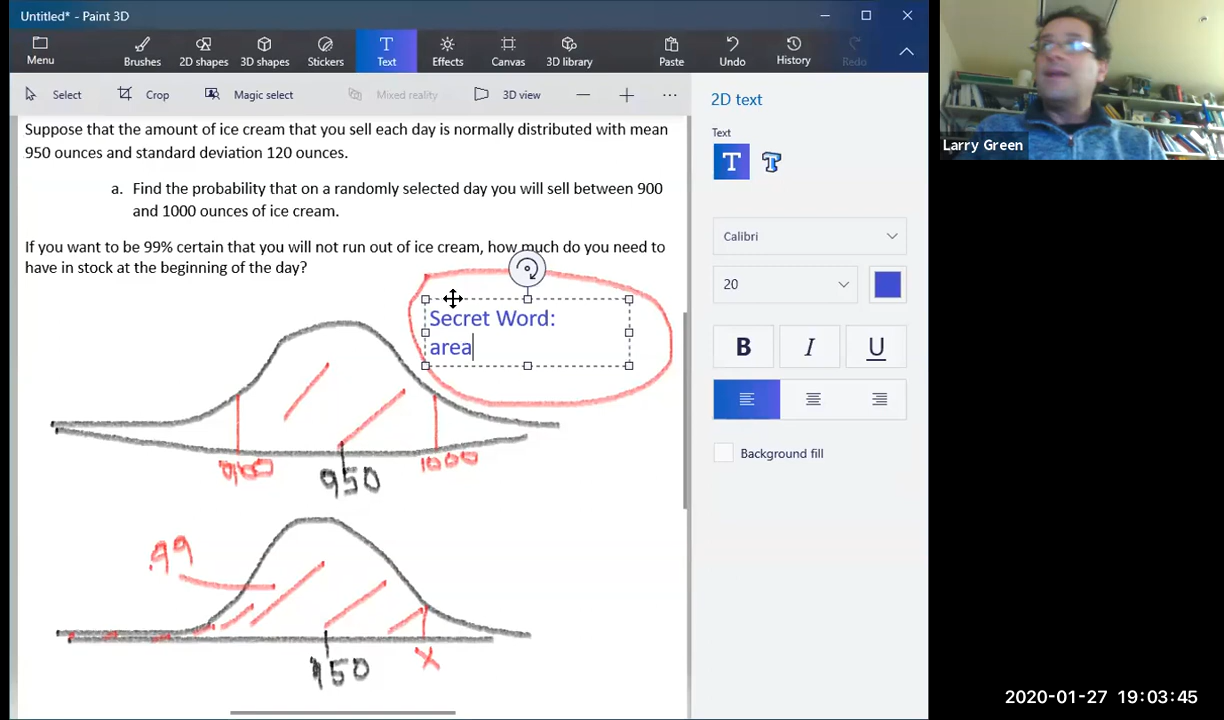 Untitled* - Paint 3D
Menu
Brushes
2D shapes
3D shapes
Stickers
Text
Effects
Canvas
3D library
Paste
Undo
History
Redo
Select
Crop
Magic select
Mixed reality
3D view
2D text
Suppose that the amount of ice cream that you sell each day is normally distributed with mean
950 ounces and standard deviation 120 ounces.
a. Find the probability that on a randomly selected day you will sell between 900
and 1000 ounces of ice cream.
If you want to be 99% certain that you will not run out of ice cream, how much do you need to
have in stock at the beginning of the day?
Secret Word:
area
900
950
1000
.99
950
x
Text
T
Calibri
20
B I U
Background fill
Larry Green
2020-01-27 19:03:45